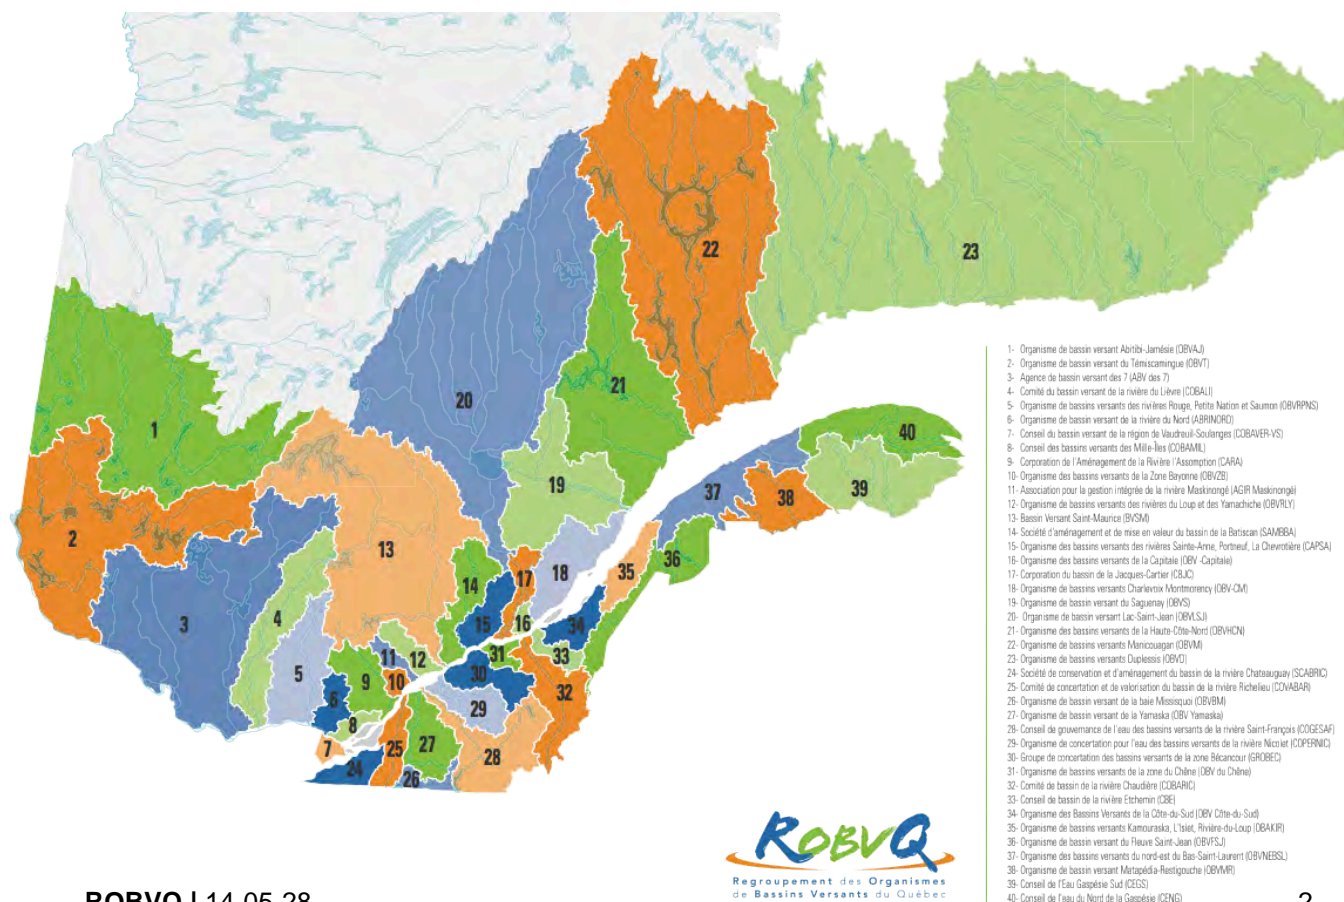 22
23
21
20
1
40
37
38
39
19
2
13
36
35
18
17
14
3
4
15
16
34
33
31
12
11
30
5
9
10
32
6
29
8
25
27
28
7
24
26
1- Organisme de bassin versant Abitibi-Jamésie (OBVAJ)
2- Organisme de bassin versant du Témiscamingue (OBVT)
3- Agence de bassin versant des 7 (ABV des 7)
4- Comité du bassin versant de la rivière du Lièvre (COBALI)
5- Organisme de bassins versants des rivières Rouge, Petite Nation et Saumon (OBVRPNS)
6- Organisme de bassin versant de la rivière du Nord (ABRINORD)
7- Conseil du bassin versant de la région de Vaudreuil-Soulanges (COBAVER-VS)
8- Conseil des bassins versants des Mille-Îles (COBAMIL)
9- Corporation de l'Aménagement de la Rivière l'Assomption (CARA)
10- Organisme des bassins versants de la Zone Bayonne (OBVZB)
11- Association pour la gestion intégrée de la rivière Maskinongé (AGIR Maskinongé)
12- Organisme de bassins versants des rivières du Loup et des Yamachiche (OBVRLY)
13- Bassin Versant Saint-Maurice (BVSM)
14- Société d'aménagement et de mise en valeur du bassin de la Batiscan (SAMBBA)
15- Organisme des bassins versants des rivières Sainte-Anne, Portneuf, La Chevrotière (CAPSA)
16- Organisme des bassins versants de la Capitale (OBV -Capitale)
17- Corporation du bassin de la Jacques-Cartier (CBJC)
18- Organisme de bassins versants Charlevoix Montmorency (OBV-CM)
19- Organisme de bassin versant du Saguenay (OBVS)
20- Organisme de bassin versant Lac-Saint-Jean (OBVLSJ)
21- Organisme des bassins versants de la Haute-Côte-Nord (OBVHCN)
22- Organisme de bassins versants Manicouagan (OBVM)
23- Organisme de bassins versants Duplessis (OBVD)
24- Société de conservation et d'aménagement du bassin de la rivière Chateauguay (SCABRIC)
25- Comité de concertation et de valorisation du bassin de la rivière Richelieu (COVABAR)
26- Organisme de bassin versant de la baie Missisquoi (OBVBM)
27- Organisme de bassin versant de la Yamaska (OBV Yamaska)
28- Conseil de gouvernance de l'eau des bassins versants de la rivière Saint-François (COGESAF)
29- Organisme de concertation pour l'eau des bassins versants de la rivière Nicolet (COPERNIC)
30- Groupe de concertation des bassins versants de la zone Bécancour (GROBEC)
31- Organisme de bassins versants de la zone du Chêne (OBV du Chêne)
32- Comité de bassin de la rivière Chaudière (COBARIC)
33- Conseil de bassin de la rivière Etchemin (CBE)
34- Organisme des Bassins Versants de la Côte-du-Sud (OBV Côte-du-Sud)
35- Organisme de bassins versants Kamouraska, L'Islet, Rivière-du-Loup (OBAKIR)
36- Organisme de bassin versant du Fleuve Saint-Jean (OBVFSJ)
37- Organisme des bassins versants du nord-est du Bas-Saint-Laurent (OBVNEBSL)
38- Organisme de bassin versant Matapédia-Restigouche (OBVMR)
39- Conseil de l'Eau Gaspésie Sud (CEGS)
40- Conseil de l'eau du Nord de la Gaspésie (CENG)
ROBVQ
Regroupement des Organismes
de Bassins Versants du Québec
ROBVQ | 14-05-28
2